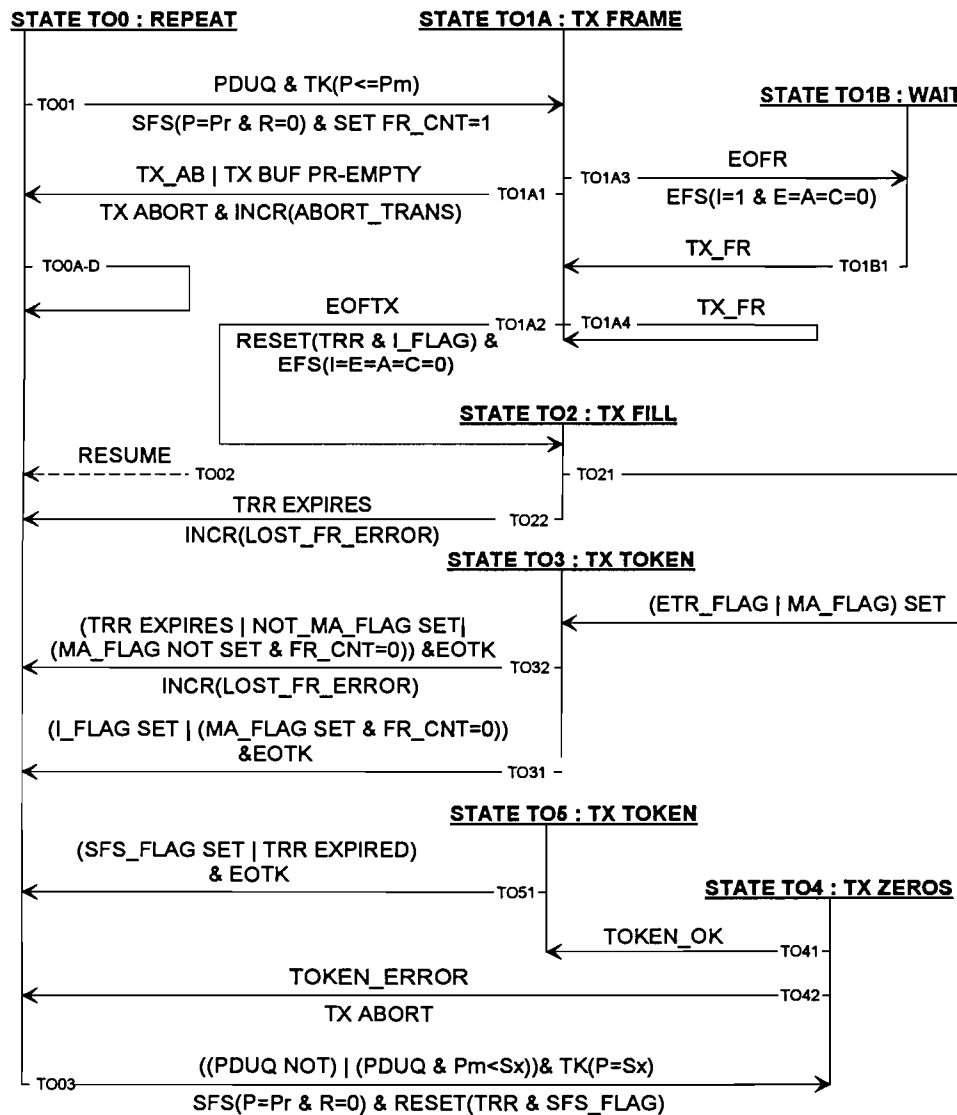 STATE TO0 : REPEAT
STATE TO1A : TX FRAME
PDUQ & TK(P<=Pm)
TO01
SFS(P=Pr & R=0) & SET FR_CNT=1
STATE TO1B : WAIT
TX_AB | TX BUF PR-EMPTY
TO1A1
TX ABORT & INCR(ABORT_TRANS)
EOFR
TO1A3
EFS(I=1 & E=A=C=0)
TX_FR
TO1B1
TO0A-D
EOFTX
TO1A2
RESET(TRR & I_FLAG) &
EFS(I=E=A=C=0)
TX_FR
TO1A4
STATE TO2 : TX FILL
RESUME
TO02
TO21
TRR EXPIRES
TO22
INCR(LOST_FR_ERROR)
STATE TO3 : TX TOKEN
(ETR_FLAG | MA_FLAG) SET
(TRR EXPIRES | NOT_MA_FLAG SET|
(MA_FLAG NOT SET & FR_CNT=0)) &EOTK
TO32
INCR(LOST_FR_ERROR)
(I_FLAG SET | (MA_FLAG SET & FR_CNT=0))
&EOTK
TO31
STATE TO5 : TX TOKEN
(SFS_FLAG SET | TRR EXPIRED)
& EOTK
TO51
STATE TO4 : TX ZEROS
TOKEN_OK
TO41
TOKEN_ERROR
TO42
TX ABORT
((PDUQ NOT) | (PDUQ & Pm<Sx))& TK(P=Sx)
TO03
SFS(P=Pr & R=0) & RESET(TRR & SFS_FLAG)